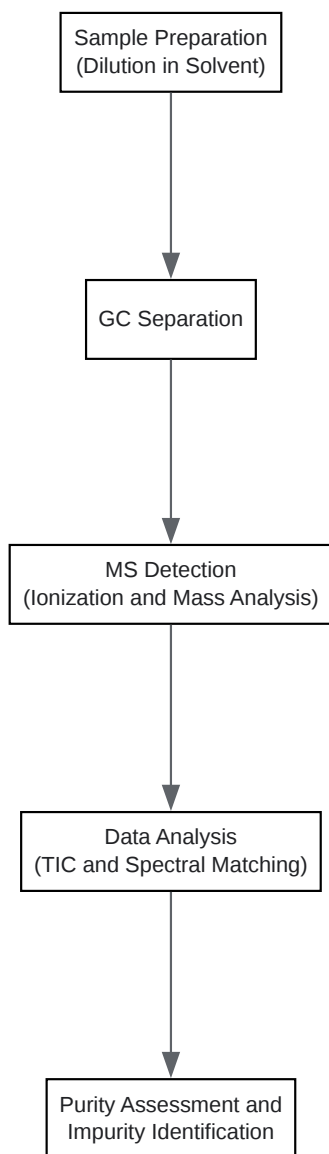 Sample Preparation
(Dilution in Solvent)
GC Separation
MS Detection
(Ionization and Mass Analysis)
Data Analysis
(TIC and Spectral Matching)
Purity Assessment and
Impurity Identification